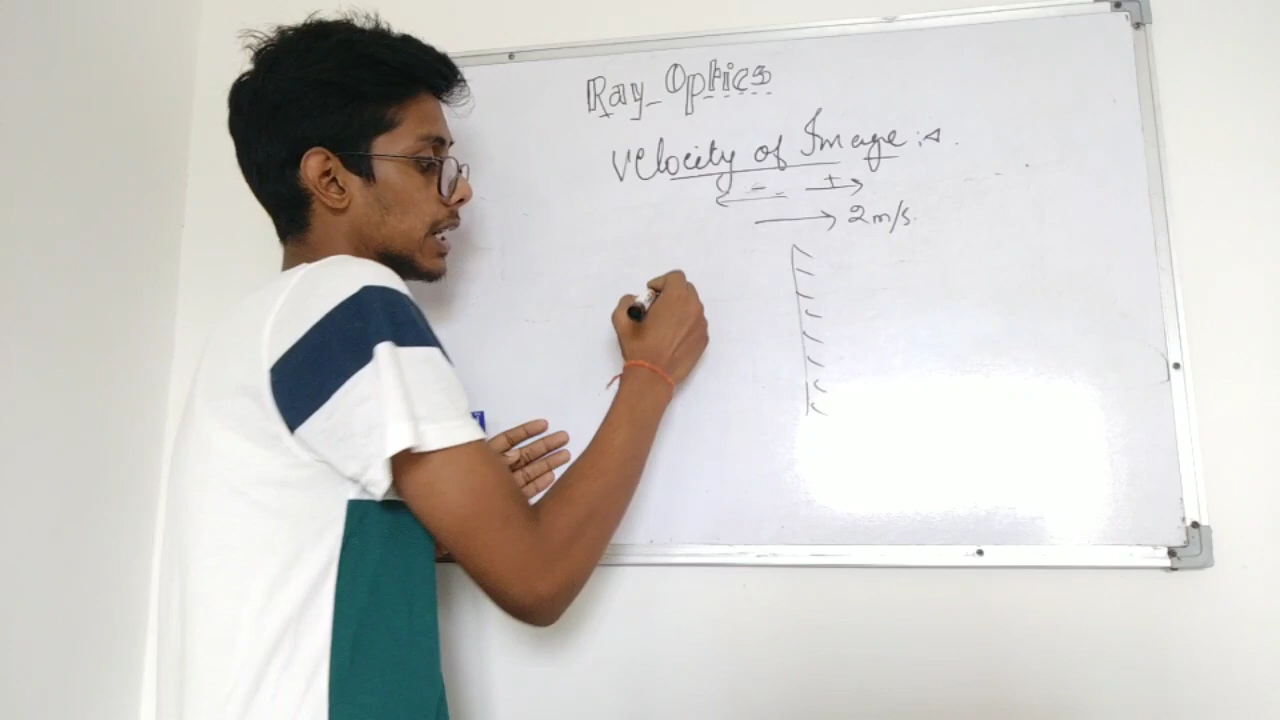 Ray Optics
Velocity of Image :-
- +
2m/s.